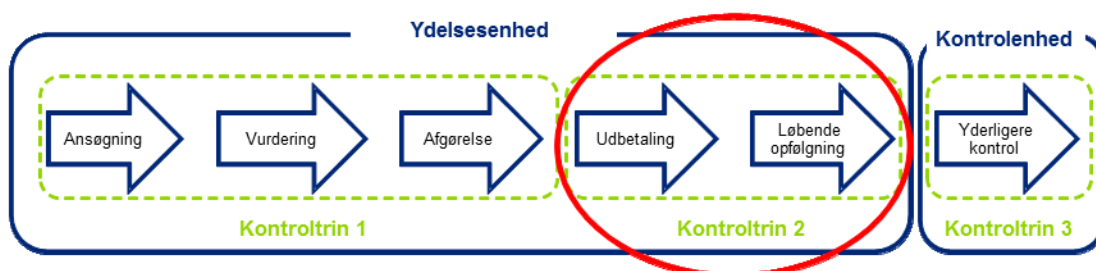 Ydelsesenhed
Kontrolenhed
Ansøgning
Vurdering
Afgørelse
Udbetaling
Løbende
opfølgning
Yderligere
kontrol
Kontroltrin 1
Kontroltrin 2
Kontroltrin 3